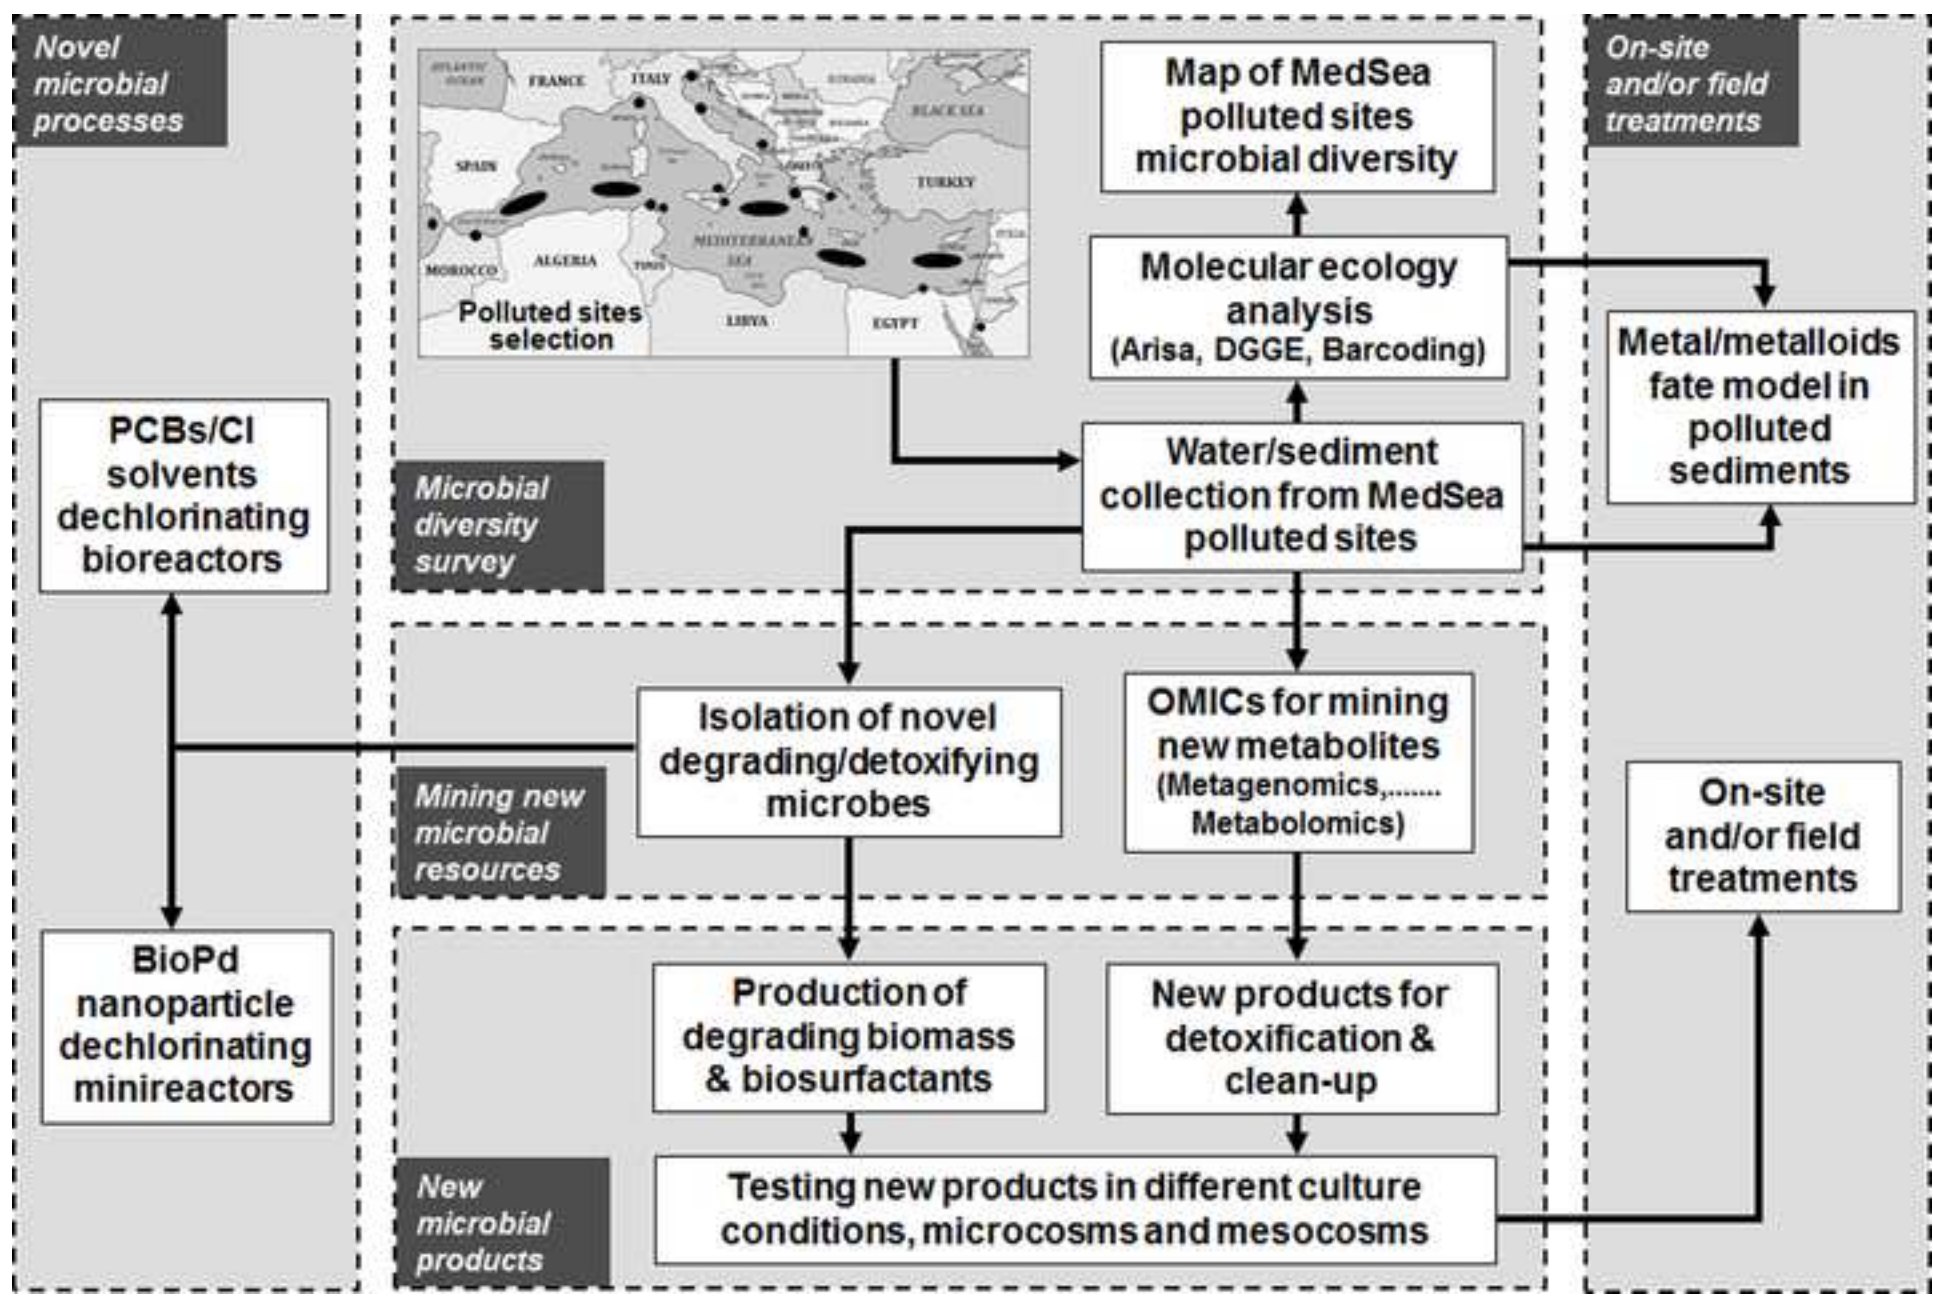 Novel
microbial
processes
PCBs/Cl
solvents
dechlorinating
bioreactors
BioPd
nanoparticle
dechlorinating
minireactors
ATLANTIC
OCEAN
FRANCE
ITALY
BLACK SEA
SPAIN
TURKEY
MEDITERRANEAN
SEA
MOROCCO
ALGERIA
TUNIS
LIBYA
EGYPT
Polluted sites
selection
Map of MedSea
polluted sites
microbial diversity
Molecular ecology
analysis
(Arisa, DGGE, Barcoding)
Water/sediment
collection from MedSea
polluted sites
Microbial
diversity
survey
Isolation of novel
degrading/detoxifying
microbes
OMICs for mining
new metabolites
(Metagenomics,.......
Metabolomics)
Mining new
microbial
resources
Production of
degrading biomass
& biosurfactants
New products for
detoxification &
clean-up
Testing new products in different culture
conditions, microcosms and mesocosms
New
microbial
products
On-site
and/or field
treatments
Metal/metalloids
fate model in
polluted
sediments
On-site
and/or field
treatments